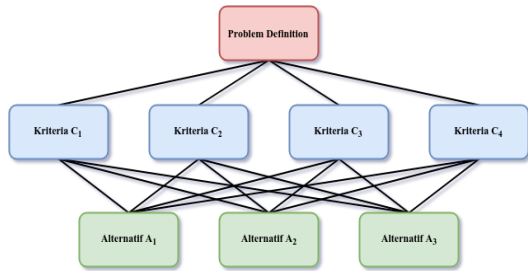 Problem Definition
Kriteria C₁
Kriteria C₂
Kriteria C₃
Kriteria C₄
Alternatif A₁
Alternatif A₂
Alternatif A₃